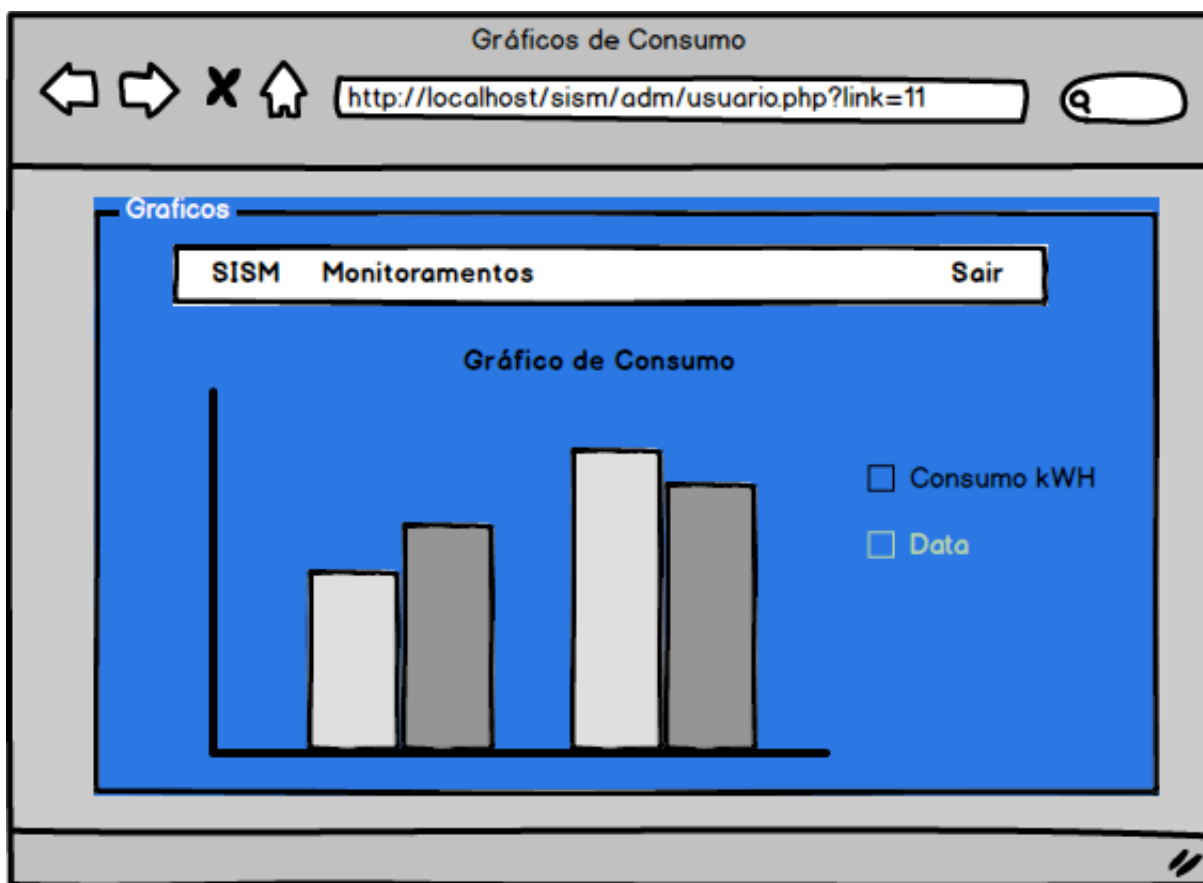 Gráficos de Consumo
http://localhost/sism/adm/usuario.php?link=11
Graficos
SISM Monitoramentos Sair
Gráfico de Consumo
Consumo kWH
Data